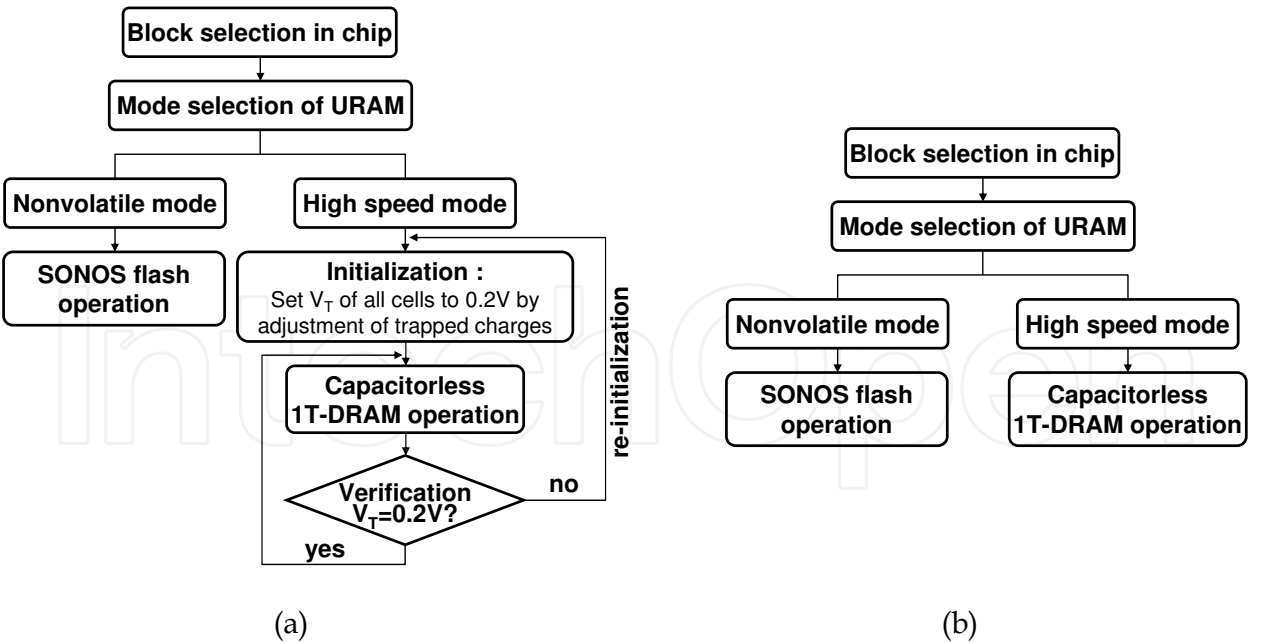 Block selection in chip
Mode selection of URAM
Nonvolatile mode
High speed mode
SONOS flash
operation
Initialization :
Set VT of all cells to 0.2V by
adjustment of trapped charges
re-initialization
Capacitorless
1T-DRAM operation
Verification
VT=0.2V?
no
yes
(a)
Block selection in chip
Mode selection of URAM
Nonvolatile mode
High speed mode
SONOS flash
operation
Capacitorless
1T-DRAM operation
(b)
IntechOpen